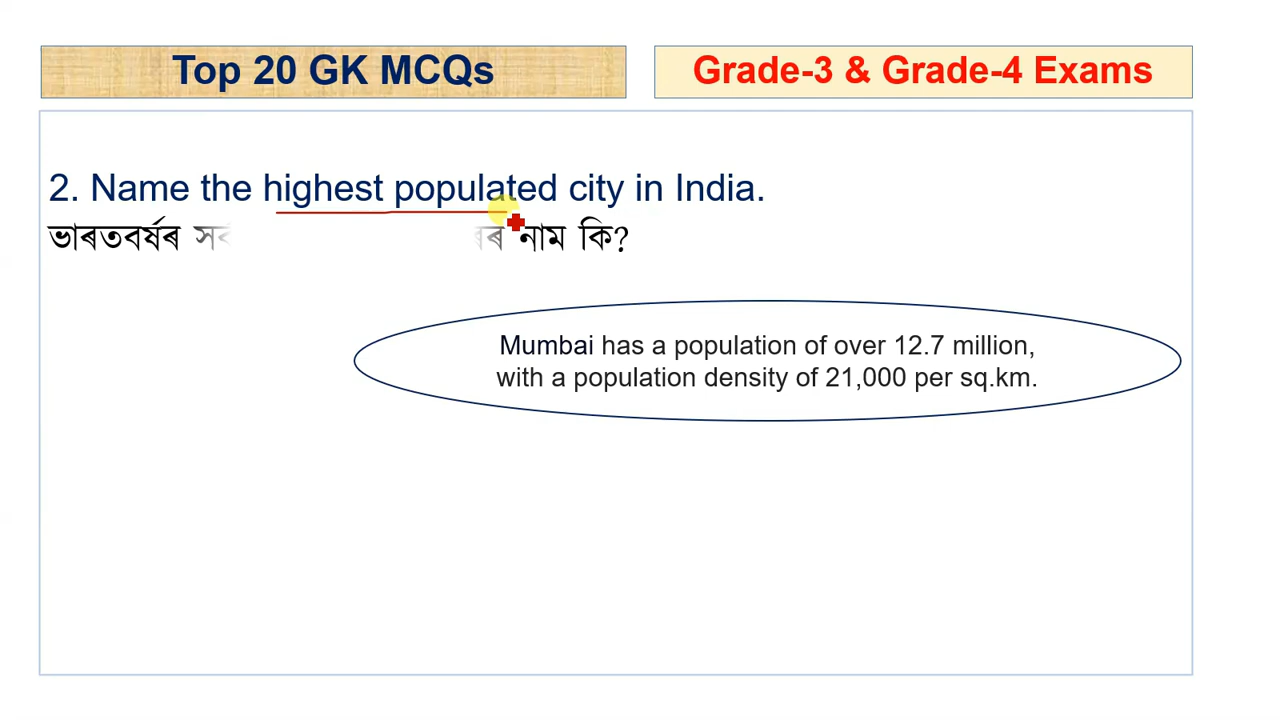 Top 20 GK MCQs
Grade-3 & Grade-4 Exams
2. Name the highest populated city in India.
ভাৰতবৰ্ষৰ নাম কি?
Mumbai has a population of over 12.7 million,
with a population density of 21,000 per sq.km.